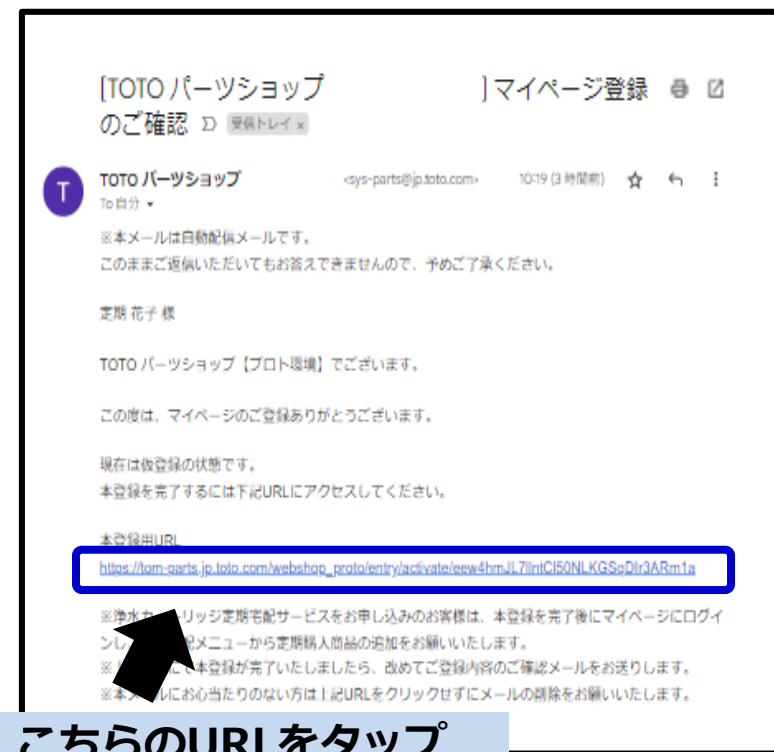 [TOTO パーツショップ ] マイページ登録
のご確認 受信トレイ ×
T
TOTO パーツショップ <sys-parts@jp.toto.com> 10:19 (3 時間前)
To 自分
※本メールは自動配信メールです。
このままご返信いただいてもお答えできませんので、予めご了承ください。
定期 花子 様
TOTO パーツショップ【プロト環境】でございます。
この度は、マイページのご登録ありがとうございます。
現在は仮登録の状態です。
本登録を完了するには下記URLにアクセスしてください。
本登録用URL
※浄水カートリッジ定期宅配サービスをお申し込みのお客様は、本登録を完了後にマイページにログイ
ンし、 配メニューから定期購入商品の追加をお願いいたします。
※ にて本登録が完了いたしましたら、改めてご登録内容のご確認メールをお送りします。
※本メールにお心当たりのない方は上記URLをクリックせずにメールの削除をお願いいたします。
こちらのURLをタップ